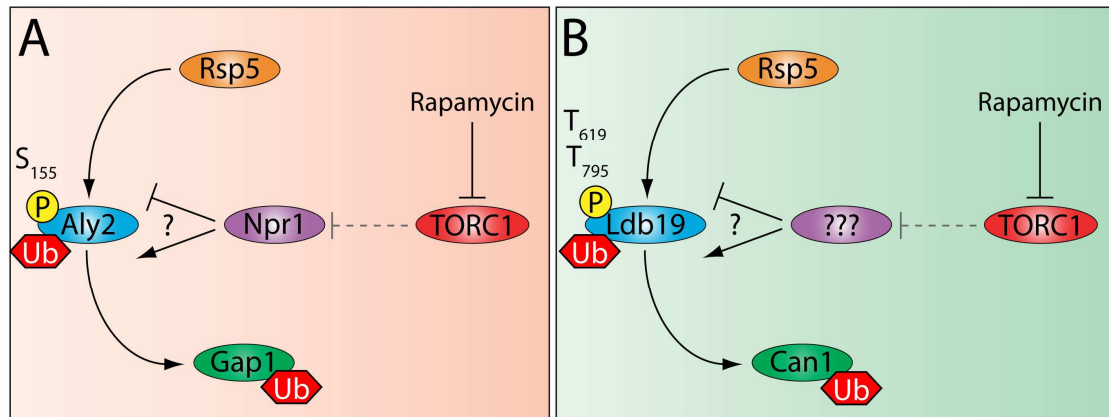 A
Rsp5
Rapamycin
S155
P
Aly2
Ub
?
Npr1
TORC1
Gap1
Ub
B
Rsp5
Rapamycin
T619
T795
P
Ldb19
Ub
?
???
TORC1
Can1
Ub